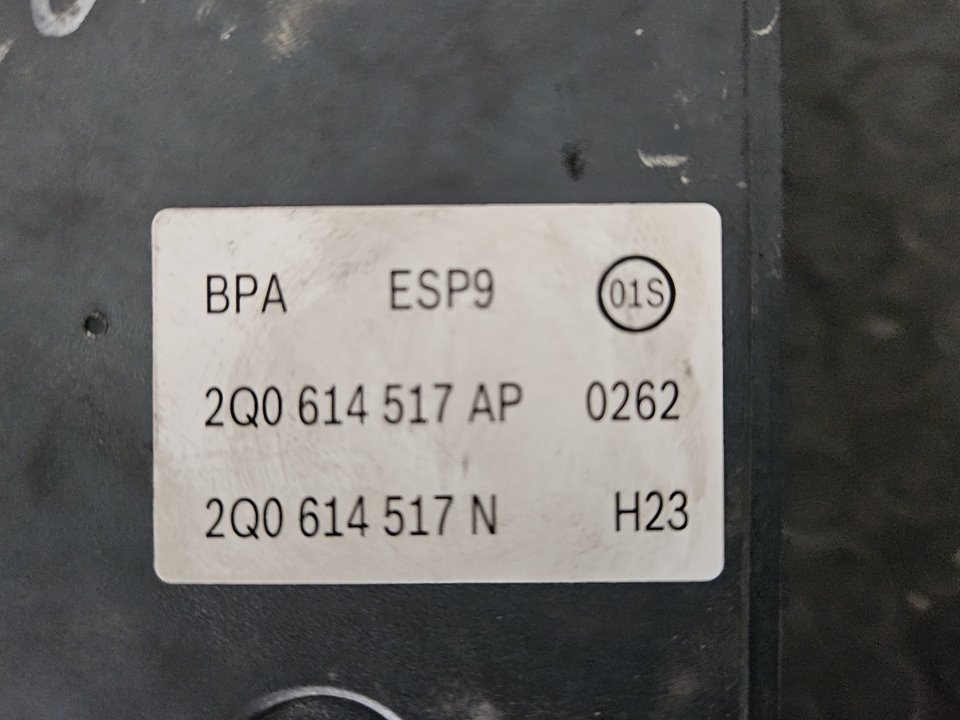 BPA ESP9 01S
2Q0 614 517 AP 0262
2Q0 614 517 N H23